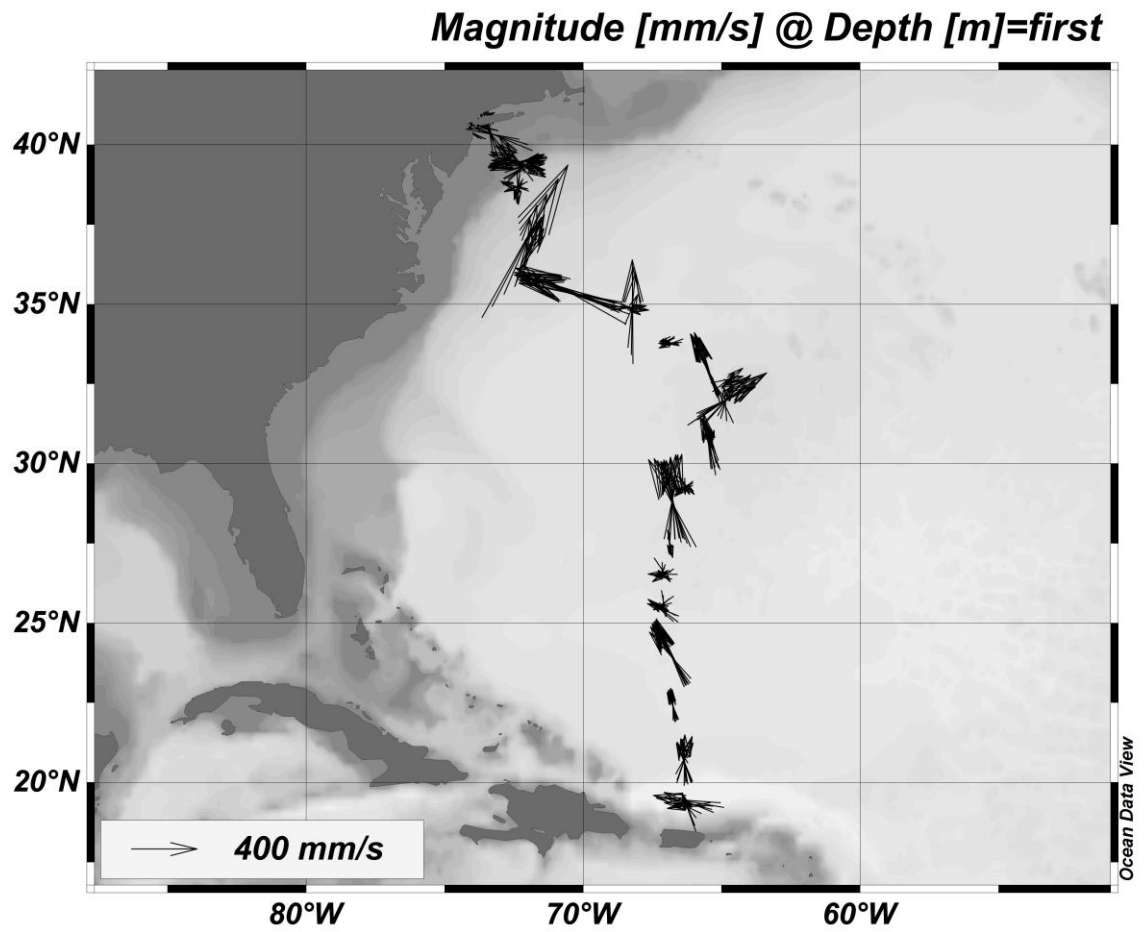 Magnitude [mm/s] @ Depth [m]=first
40°N
35°N
30°N
25°N
20°N
400 mm/s
80°W
70°W
60°W
Ocean Data View